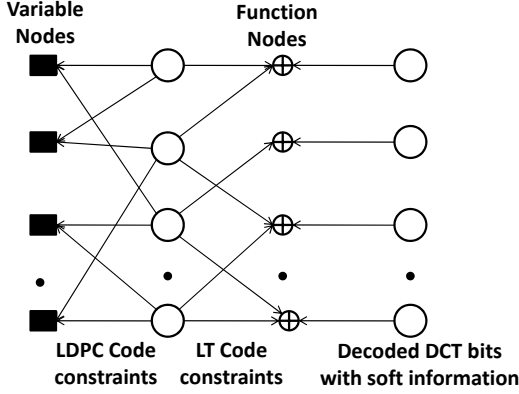 Variable
Nodes
Function
Nodes
LDPC Code
constraints
LT Code
constraints
Decoded DCT bits
with soft information